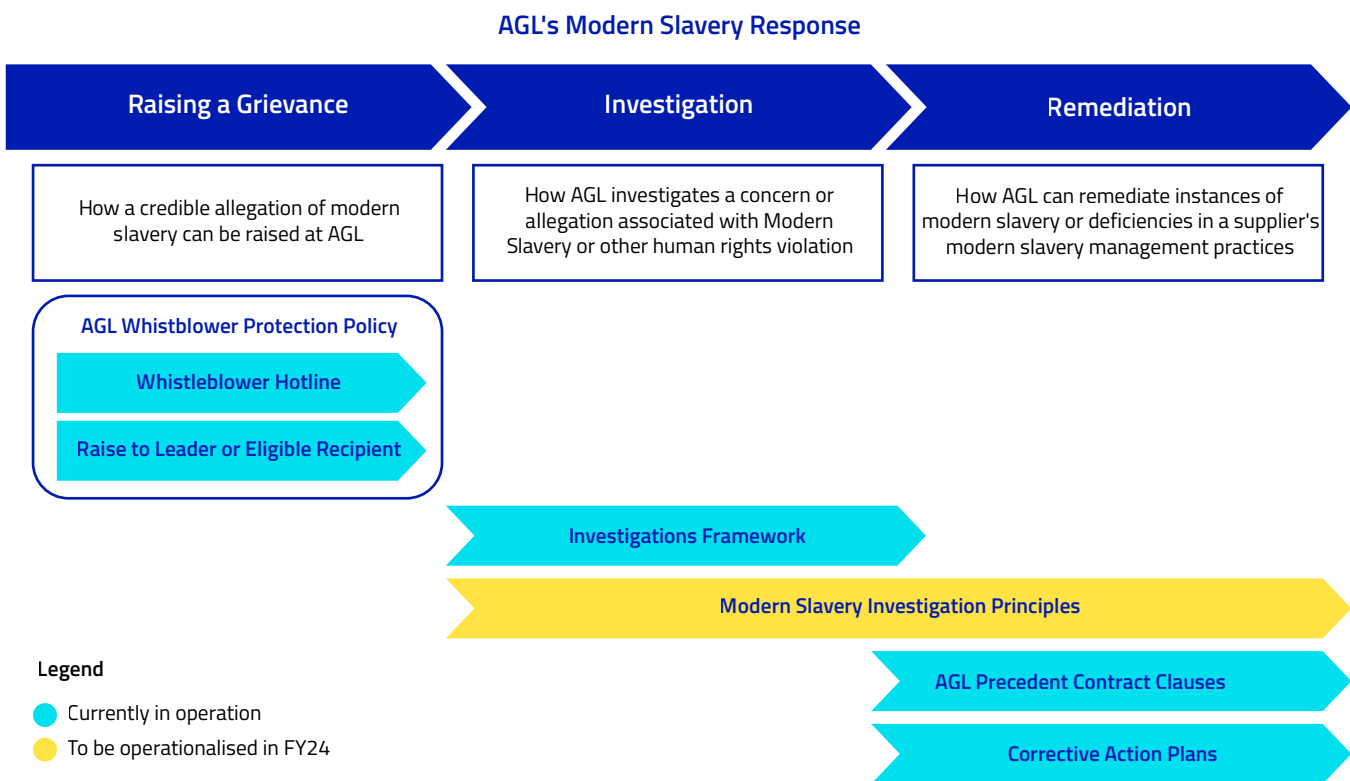 AGL's Modern Slavery Response
Raising a Grievance
Investigation
Remediation
How a credible allegation of modern
slavery can be raised at AGL
How AGL investigates a concern or
allegation associated with Modern
Slavery or other human rights violation
How AGL can remediate instances of
modern slavery or deficiencies in a supplier's
modern slavery management practices
AGL Whistblower Protection Policy
Whistleblower Hotline
Raise to Leader or Eligible Recipient
Investigations Framework
Modern Slavery Investigation Principles
AGL Precedent Contract Clauses
Corrective Action Plans
Legend
Currently in operation
To be operationalised in FY24